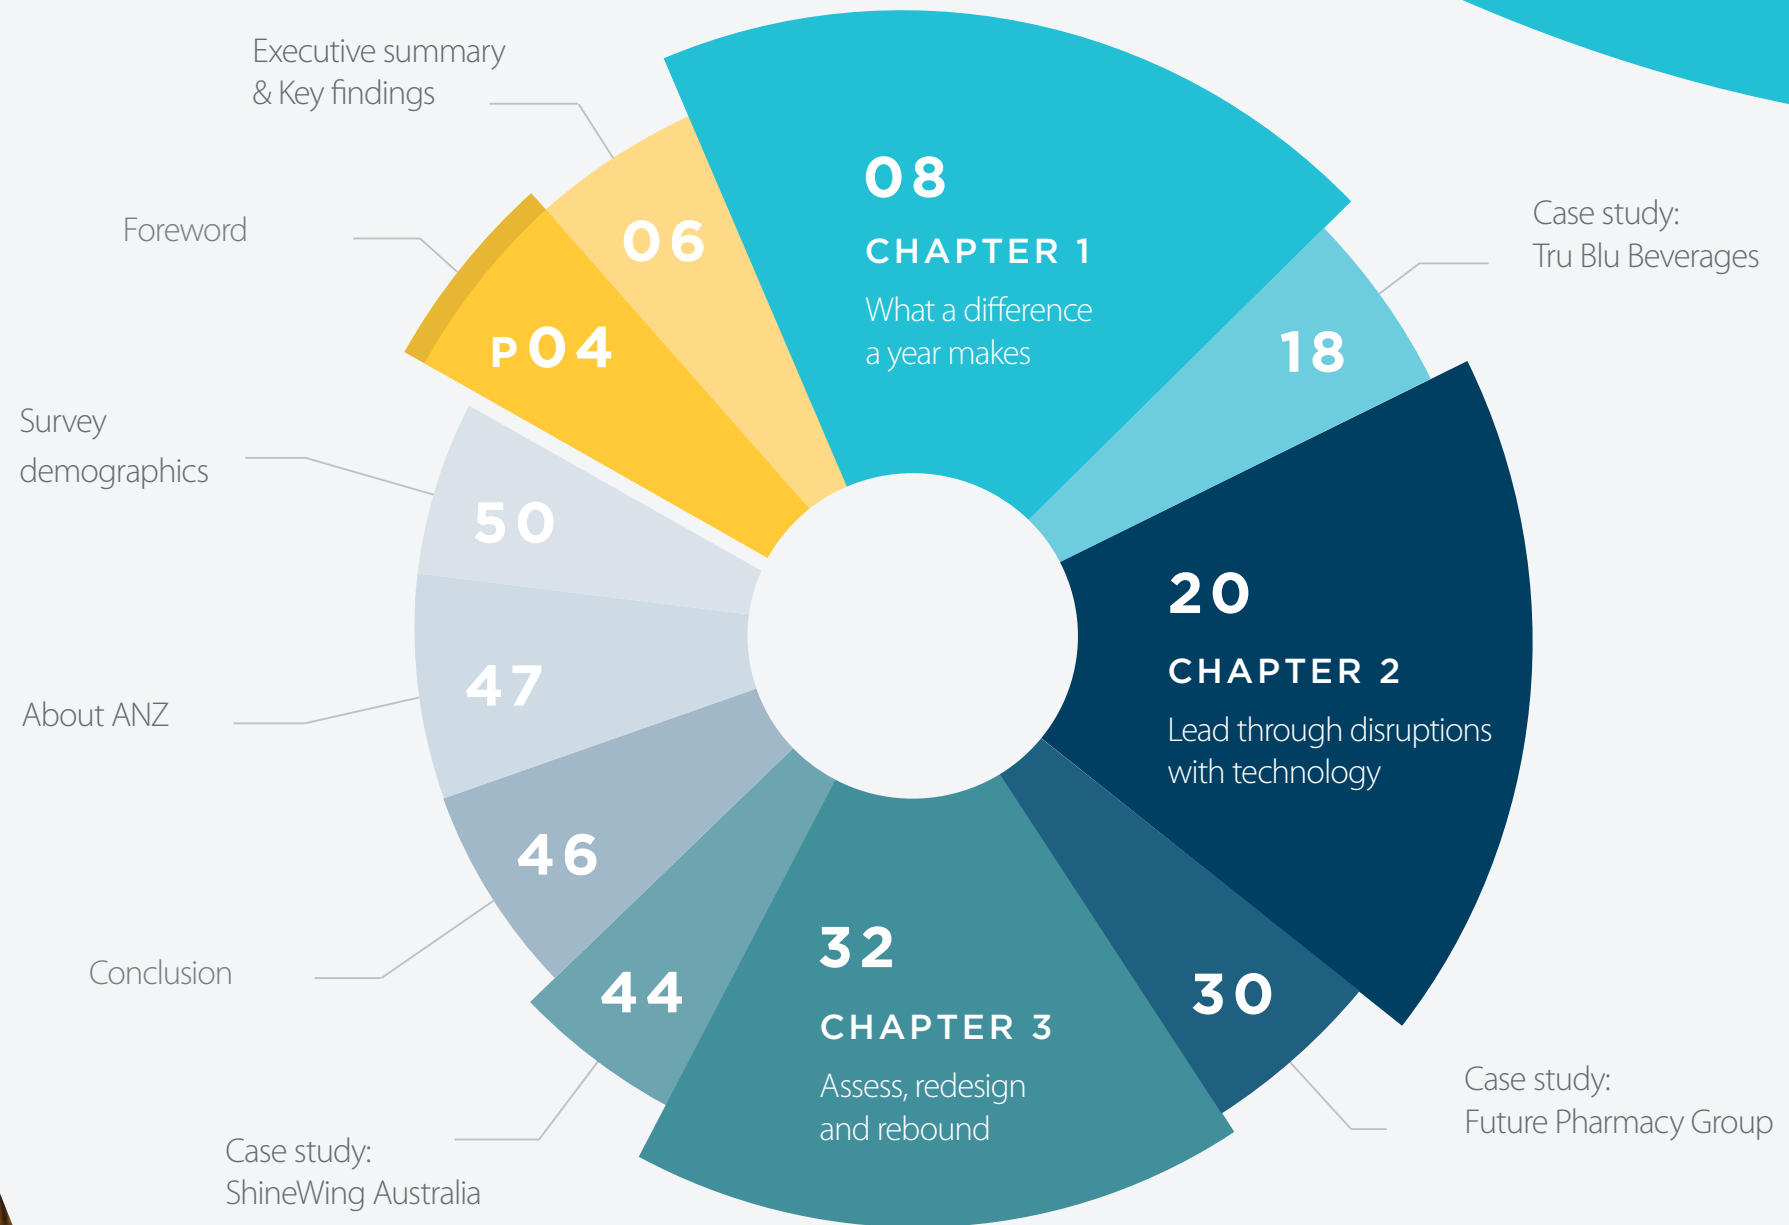 Foreword
P04
Executive summary
& Key findings
06
08
CHAPTER 1
What a difference
a year makes
Case study:
Tru Blu Beverages
18
20
CHAPTER 2
Lead through disruptions
with technology
30
Case study:
Future Pharmacy Group
32
CHAPTER 3
Assess, redesign
and rebound
44
Case study:
ShineWing Australia
46
Conclusion
47
About ANZ
50
Survey
demographics